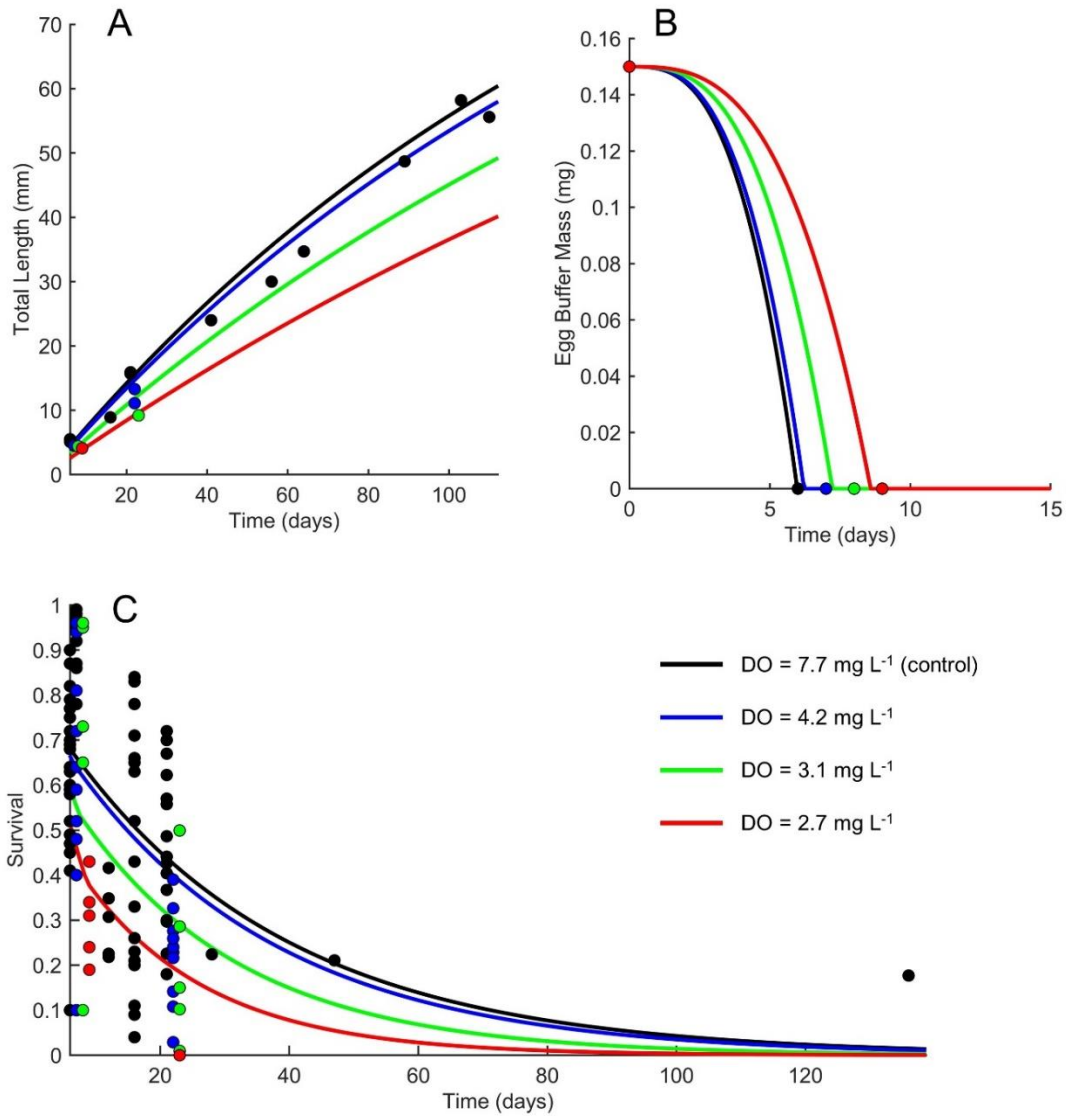 A
70
60
50
40
30
20
10
0
Total Length (mm)
20 40 60 80 100
Time (days)
B
0.16
0.14
0.12
0.1
0.08
0.06
0.04
0.02
0
Egg Buffer Mass (mg)
0 5 10 15
Time (days)
C
1
0.9
0.8
0.7
0.6
0.5
0.4
0.3
0.2
0.1
0
Survival
20 40 60 80 100 120
Time (days)
DO = 7.7 mg L⁻¹ (control)
DO = 4.2 mg L⁻¹
DO = 3.1 mg L⁻¹
DO = 2.7 mg L⁻¹